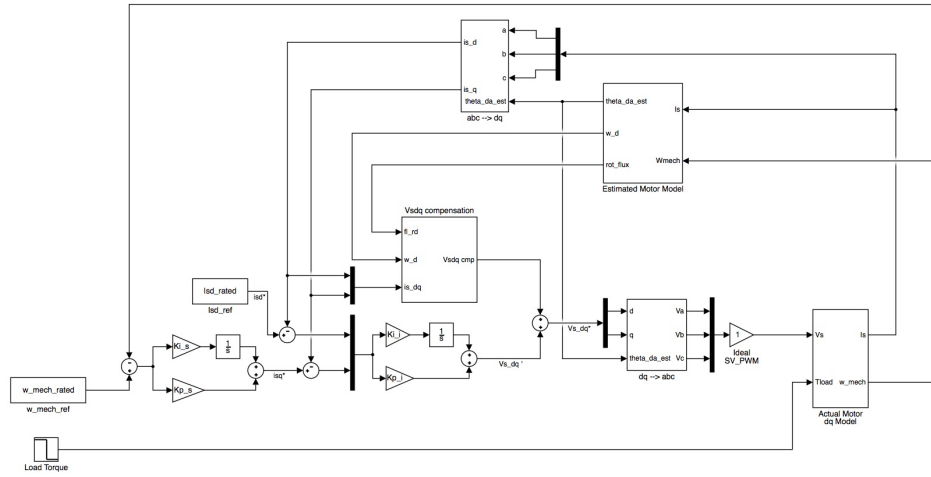 is_d
is_q
theta_da_est
a
b
c
abc --> dq
theta_da_est
w_d
rot_flux
Is
Wmech
Estimated Motor Model
Vsdq compensation
fl_rd
w_d
is_dq
Vsdq cmp
Isd_rated
isd*
Isd_ref
Ki_s
1
s
Kp_s
isq*
w_mech_rated
w_mech_ref
Ki_i
1
s
Kp_i
Vs_dq '
Vs_dq*
d
q
theta_da_est
Va
Vb
Vc
dq --> abc
1
Ideal
SV_PWM
Vs
Tload
Is
w_mech
Actual Motor
dq Model
Load Torque